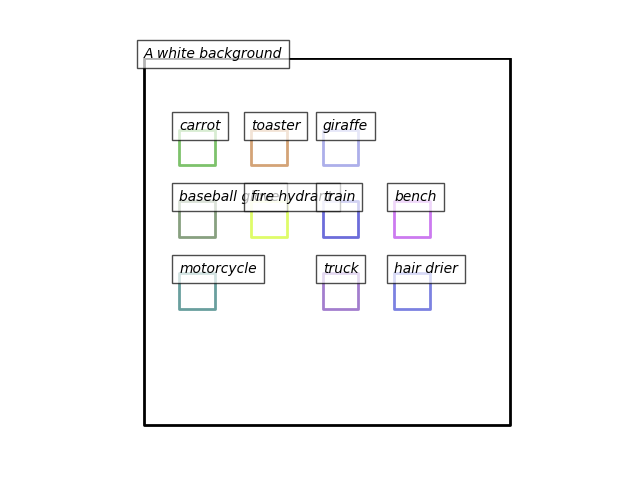 A white background
carrot toaster giraffe
baseball glove fire hydrant train bench
motorcycle truck hair drier